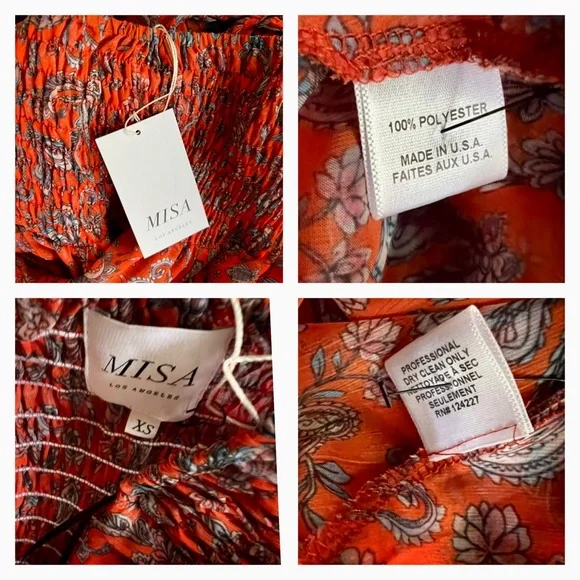 MISA
LOS ANGELES
100% POLYESTER
MADE IN U.S.A.
FAITES AUX U.S.A.
MISA
LOS ANGELES
XS
PROFESSIONAL
DRY CLEAN ONLY
NETTOYAGE À SEC
PROFESSIONNEL
SEULEMENT
RN# 124227